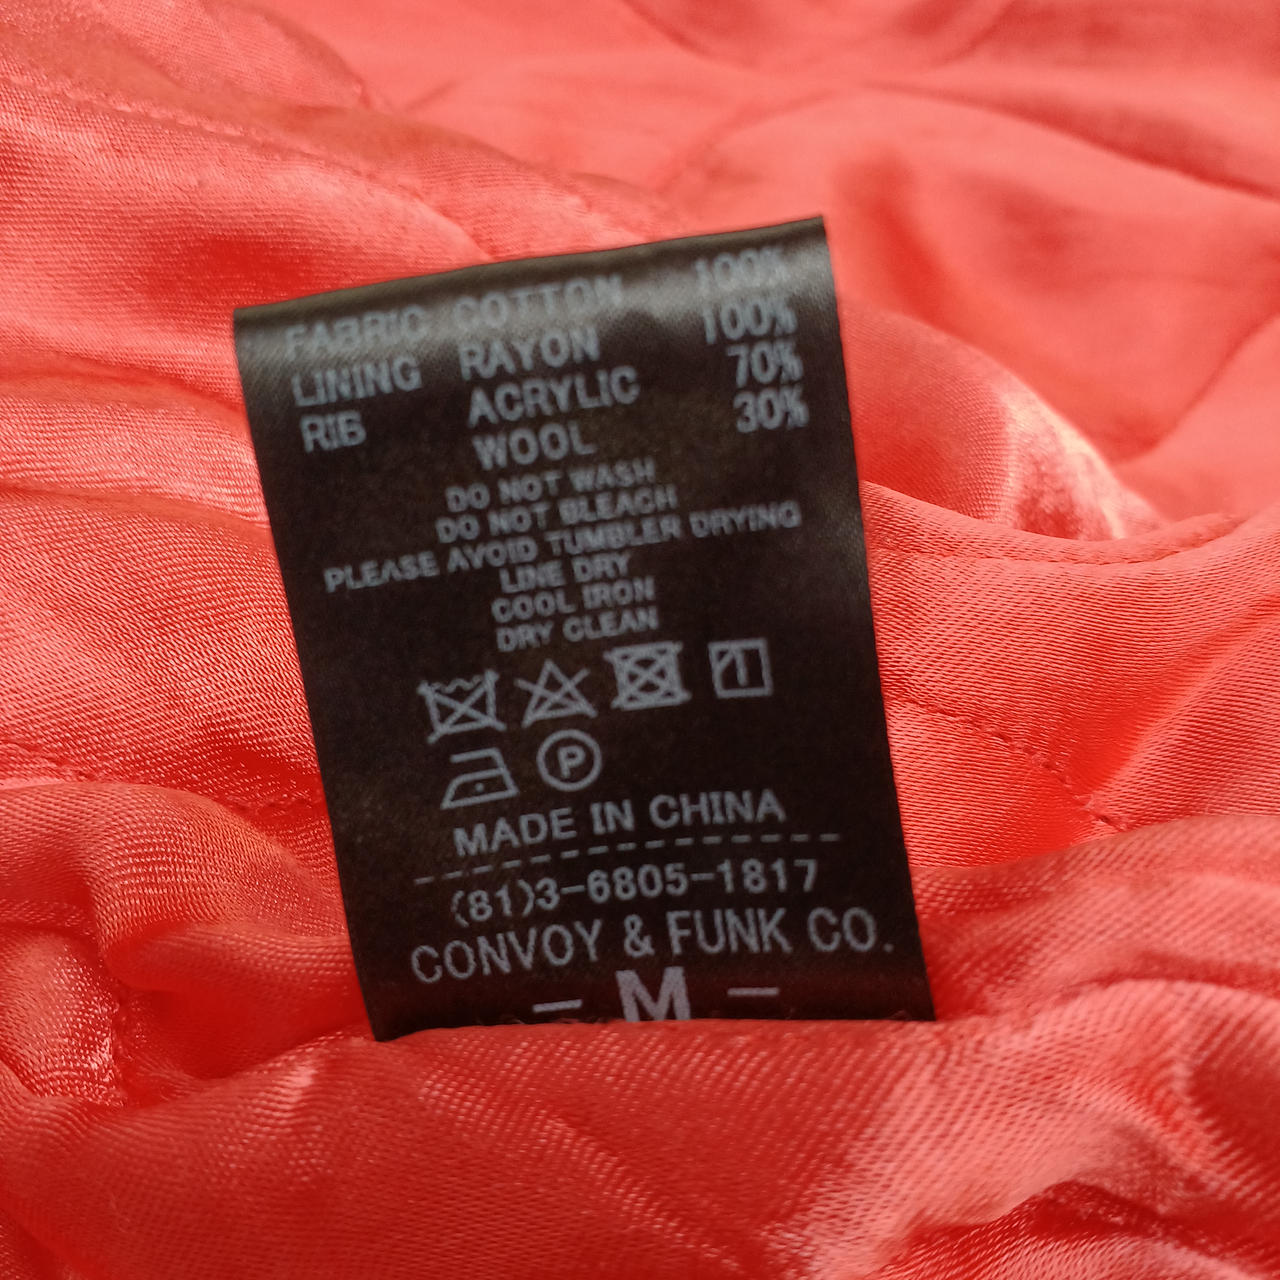 FABRIC COTTON 100%
LINING RAYON 100%
RIB ACRYLIC 70%
WOOL 30%
DO NOT WASH
DO NOT BLEACH
PLEASE AVOID TUMBLER DRYING
LINE DRY
COOL IRON
DRY CLEAN
P
MADE IN CHINA
(81)3-6805-1817
CONVOY & FUNK CO.
- M -